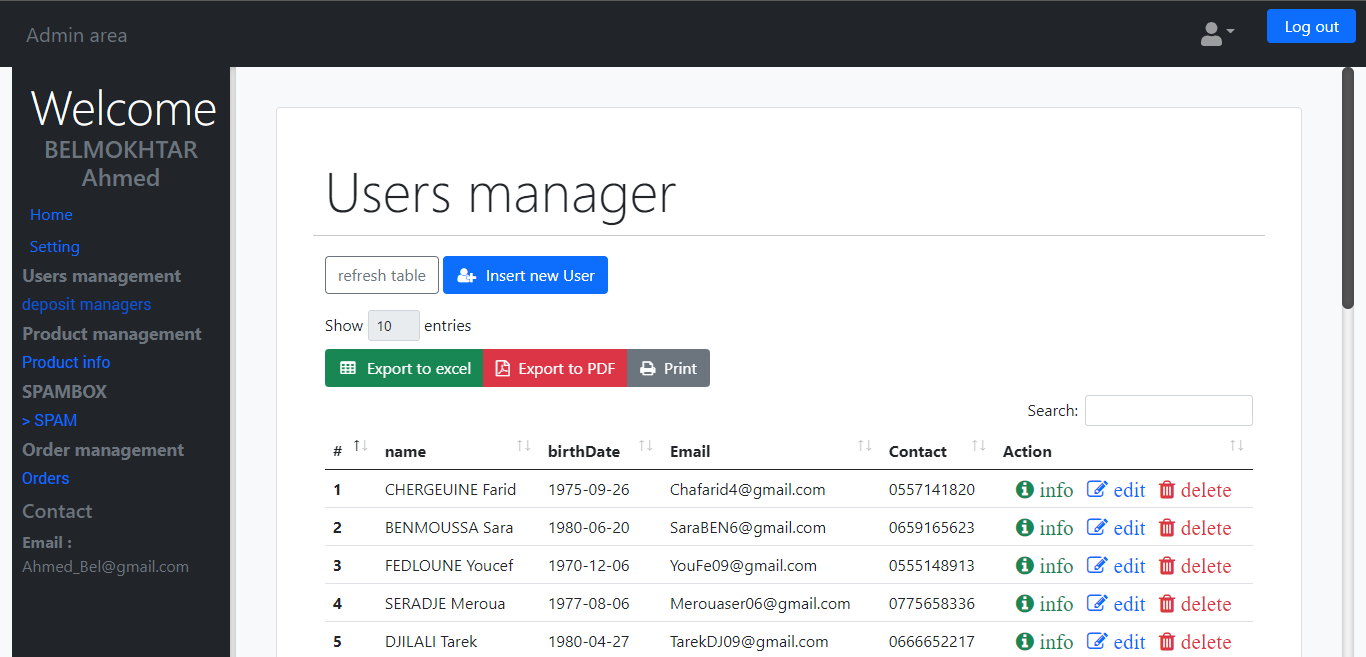 Admin area
Log out
Welcome
BELMOKHTAR
Ahmed
Home
Setting
Users management
deposit managers
Product management
Product info
SPAMBOX
> SPAM
Order management
Orders
Contact
Email :
Ahmed_Bel@gmail.com
Users manager
refresh table Insert new User
Show 10 entries
Export to excel Export to PDF Print
Search:
# name birthDate Email Contact Action
1 CHERGEUINE Farid 1975-09-26 Chafarid4@gmail.com 0557141820 info edit delete
2 BENMOUSSA Sara 1980-06-20 SaraBEN6@gmail.com 0659165623 info edit delete
3 FEDLOUNE Youcef 1970-12-06 YouFe09@gmail.com 0555148913 info edit delete
4 SERADJE Meroua 1977-08-06 Merouaser06@gmail.com 0775658336 info edit delete
5 DJILALI Tarek 1980-04-27 TarekDJ09@gmail.com 0666652217 info edit delete